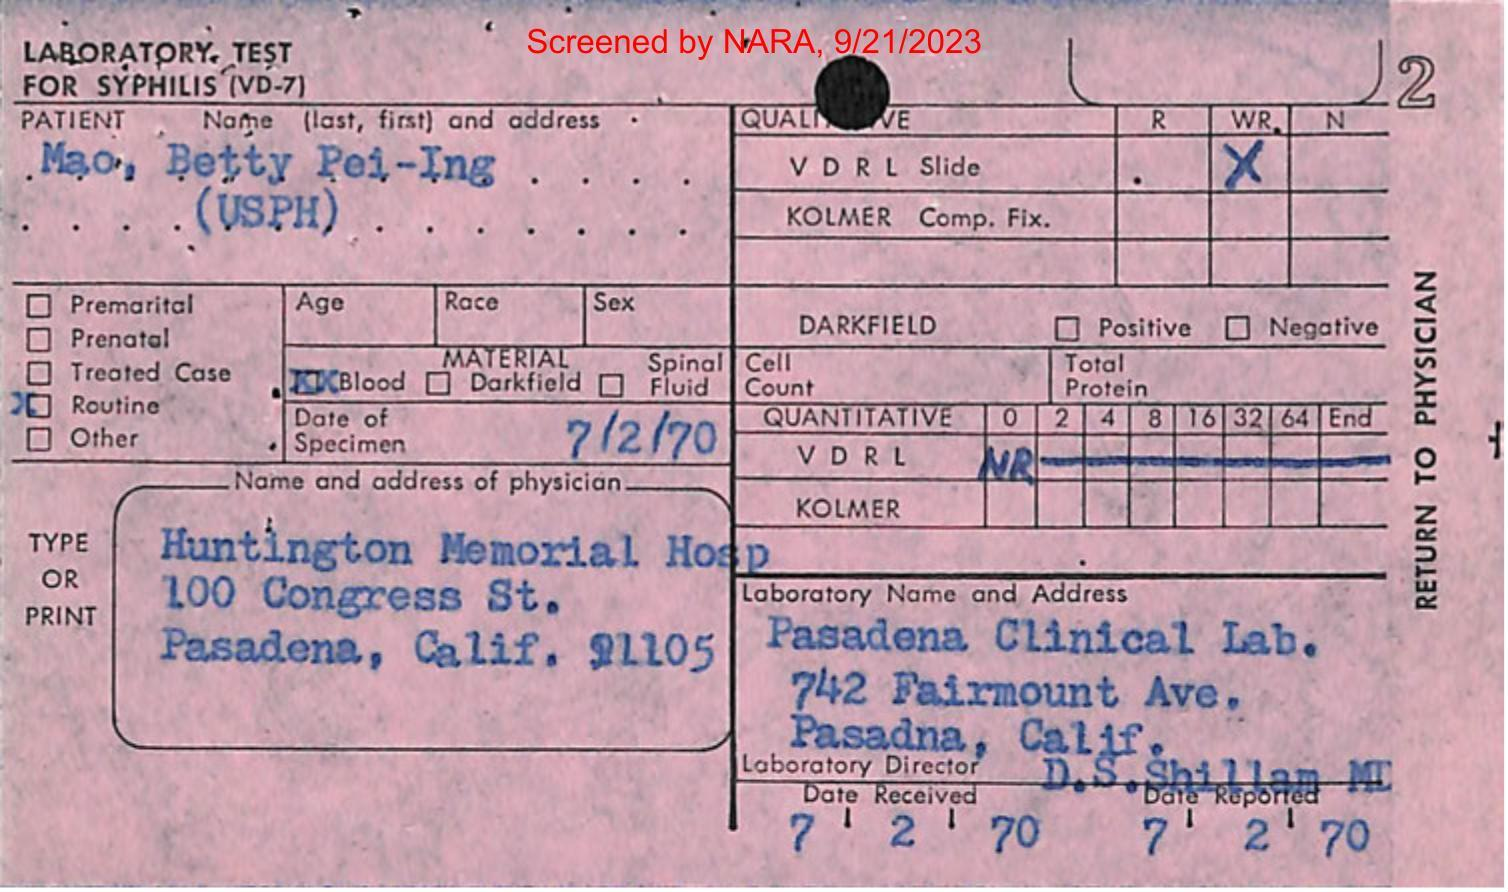 Screened by NARA, 9/21/2023
LABORATORY TEST
FOR SYPHILIS (VD-7)
2
PATIENT Name (last, first) and address
Mao, Betty Pei-Ing
(USPH)
QUALI VE R WR. N
V D R L Slide X
KOLMER Comp. Fix.
Premarital
Prenatal
Treated Case
X Routine
Other
Age Race Sex
MATERIAL
XX Blood Darkfield Spinal Fluid
Date of
Specimen 7/2/70
DARKFIELD Positive Negative
Cell
Count
Total
Protein
QUANTITATIVE 0 2 4 8 16 32 64 End
V D R L NR
KOLMER
Name and address of physician
TYPE
OR
PRINT
Huntington Memorial Hosp
100 Congress St.
Pasadena, Calif. 91105
Laboratory Name and Address
Pasadena Clinical Lab.
742 Fairmount Ave.
Pasadna, Calif.
Laboratory Director D.S.Shillam MD
Date Received Date Reported
7 2 70 7 2 70
RETURN TO PHYSICIAN